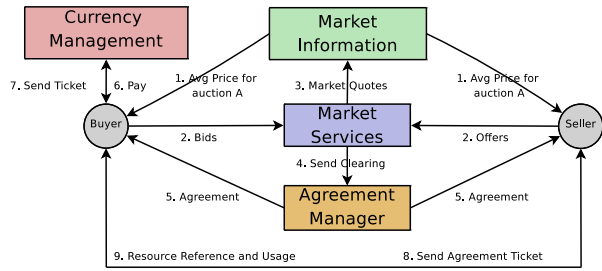 Currency
Management
Market
Information
7. Send Ticket
6. Pay
1. Avg Price for
auction A
3. Market Quotes
1. Avg Price for
auction A
Buyer
2. Bids
Market
Services
2. Offers
Seller
4. Send Clearing
5. Agreement
Agreement
Manager
5. Agreement
9. Resource Reference and Usage
8. Send Agreement Ticket